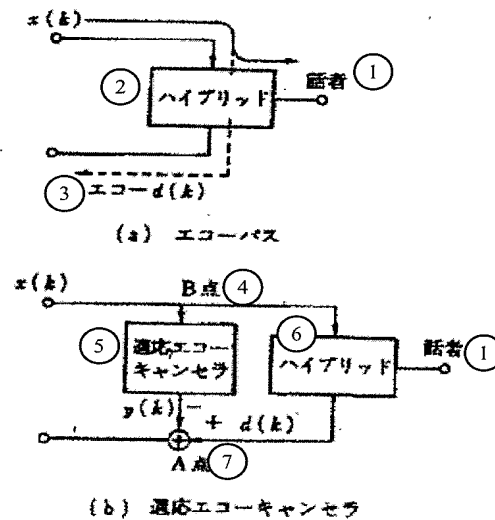 x(k)
話者 ①
② ハイブリッド
③ エコーd(k)
(a) エコーパス
x(k)
B点 ④
⑤ 適応エコー
キャンセラ
⑥
ハイブリッド
話者 ①
y(k) −
+ d(k)
+
A点 ⑦
(b) 適応エコーキャンセラ